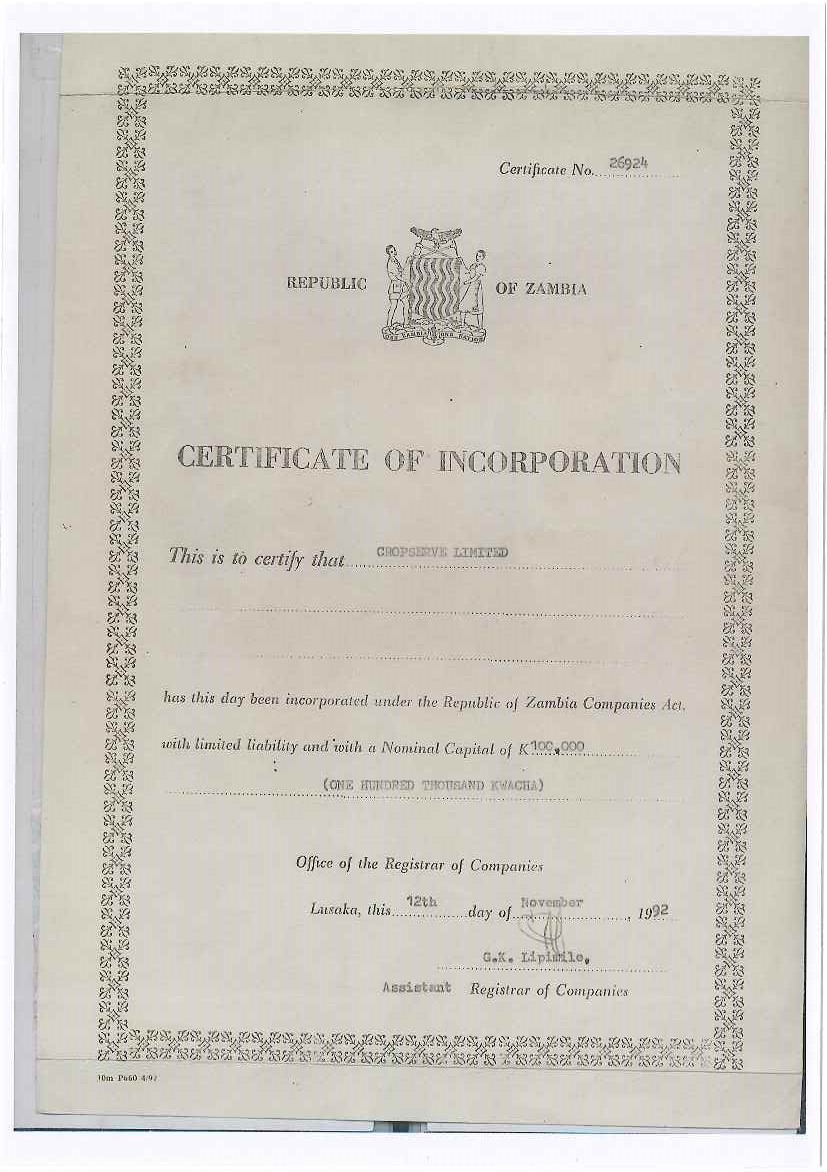 Certificate No. 26924
REPUBLIC OF ZAMBIA
ONE ZAMBIA ONE NATION
CERTIFICATE OF INCORPORATION
This is to certify that CROPSERVE LIMITED
has this day been incorporated under the Republic of Zambia Companies Act.
with limited liability and with a Nominal Capital of K100,000
(ONE HUNDRED THOUSAND KWACHA)
Office of the Registrar of Companies
Lusaka, this 12th day of November, 1992
G.K. Lipimile,
Assistant Registrar of Companies
10m P660 4/92